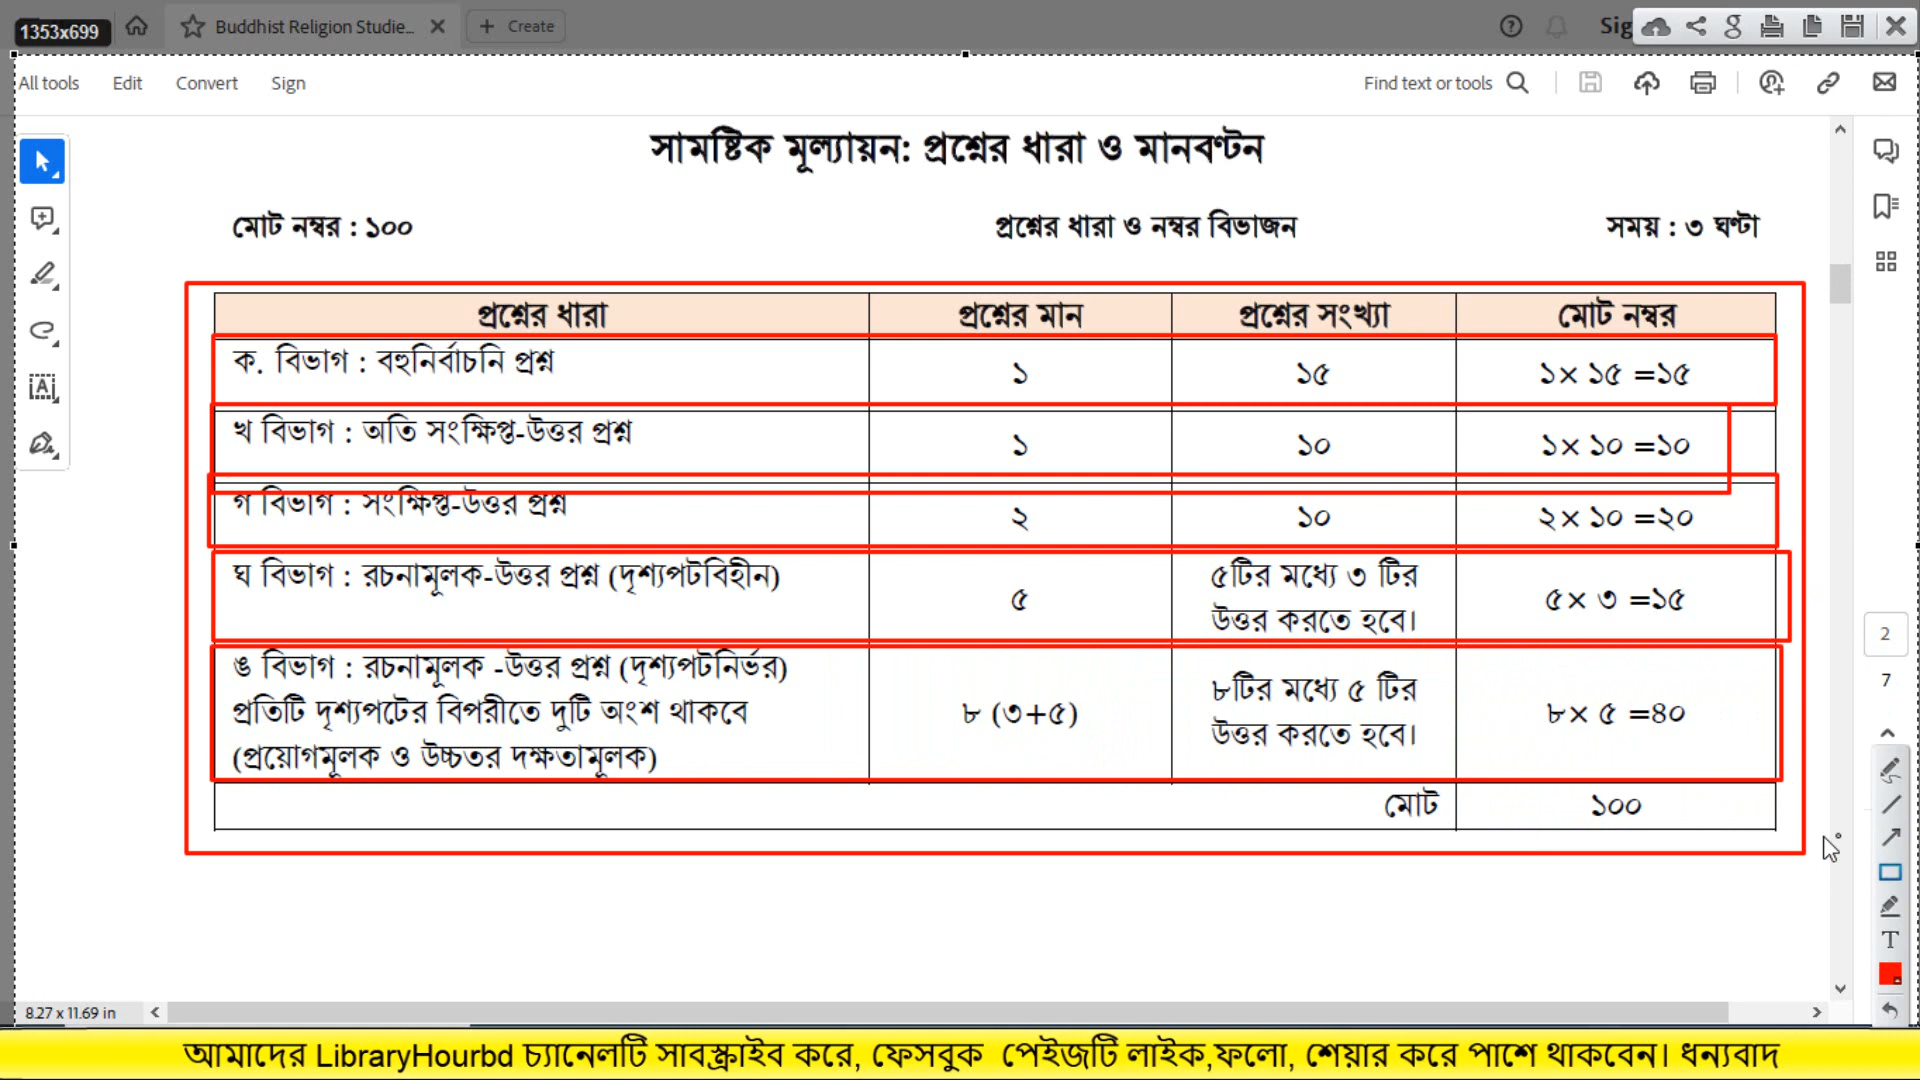 1353x699
Buddhist Religion Studie...
Create
Sig
All tools Edit Convert Sign
Find text or tools
সামষ্টিক মূল্যায়ন: প্রশ্নের ধারা ও মানবণ্টন
মোট নম্বর : ১০০ প্রশ্নের ধারা ও নম্বর বিভাজন সময় : ৩ ঘণ্টা
প্রশ্নের ধারা প্রশ্নের মান প্রশ্নের সংখ্যা মোট নম্বর
ক. বিভাগ : বহুনির্বাচনি প্রশ্ন ১ ১৫ ১× ১৫ =১৫
খ বিভাগ : অতি সংক্ষিপ্ত-উত্তর প্রশ্ন ১ ১০ ১× ১০ =১০
গ বিভাগ : সংক্ষিপ্ত-উত্তর প্রশ্ন ২ ১০ ২× ১০ =২০
ঘ বিভাগ : রচনামূলক-উত্তর প্রশ্ন (দৃশ্যপটবিহীন) ৫ ৫টির মধ্যে ৩ টির ৫× ৩ =১৫
উত্তর করতে হবে।
ঙ বিভাগ : রচনামূলক -উত্তর প্রশ্ন (দৃশ্যপটনির্ভর)
প্রতিটি দৃশ্যপটের বিপরীতে দুটি অংশ থাকবে ৮ (৩+৫) ৮টির মধ্যে ৫ টির ৮× ৫ =৪০
(প্রয়োগমূলক ও উচ্চতর দক্ষতামূলক) উত্তর করতে হবে।
মোট ১০০
2
7
8.27 x 11.69 in
আমাদের LibraryHourbd চ্যানেলটি সাবস্ক্রাইব করে, ফেসবুক পেইজটি লাইক,ফলো, শেয়ার করে পাশে থাকবেন। ধন্যবাদ